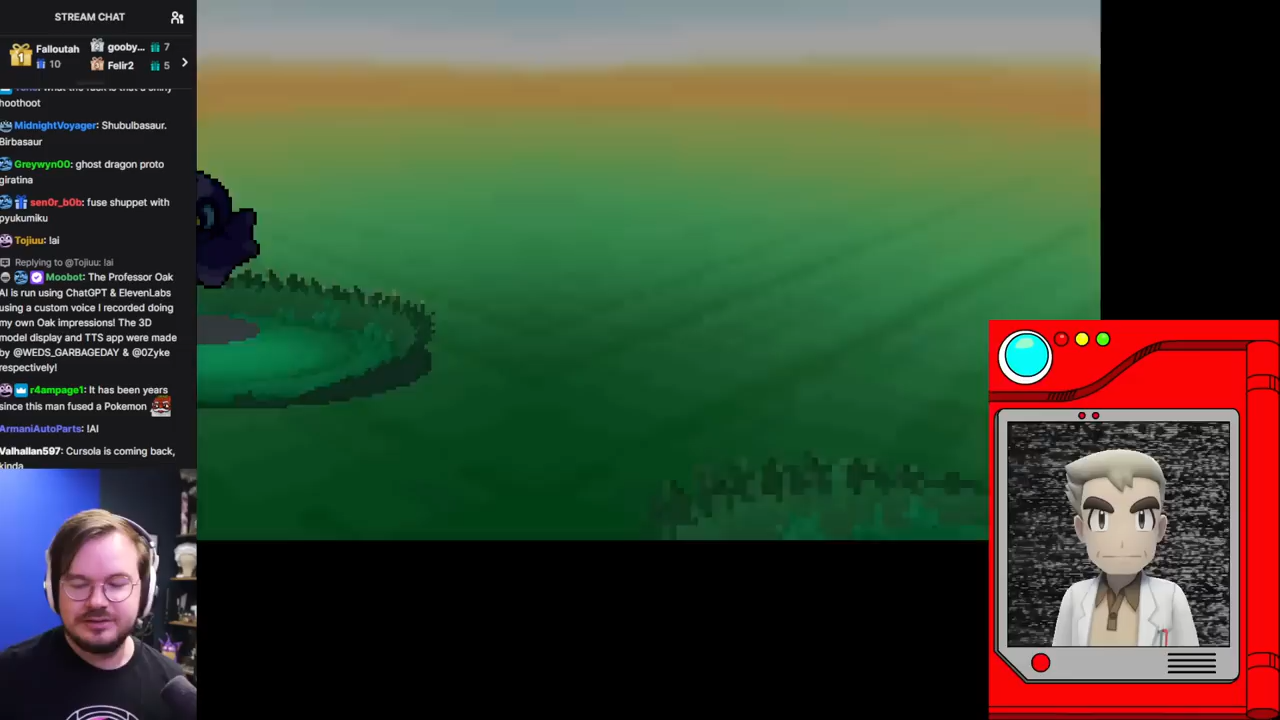 STREAM CHAT
1 Falloutah
10
gooby... 7
Felir2 5
hoothoot
MidnightVoyager: Shubulbasaur.
Birbasaur
Greywyn00: ghost dragon proto
giratina
sen0r_b0b: fuse shuppet with
pyukumiku
Tojiuu: !ai
Replying to @Tojiuu: !ai
Moobot: The Professor Oak
AI is run using ChatGPT & ElevenLabs
using a custom voice I recorded doing
my own Oak impressions! The 3D
model display and TTS app were made
by @WEDS_GARBAGEDAY & @0Zyke
respectively!
r4ampage1: It has been years
since this man fused a Pokemon
ArmaniAutoParts: !AI
Valhallan597: Cursola is coming back,
kinda